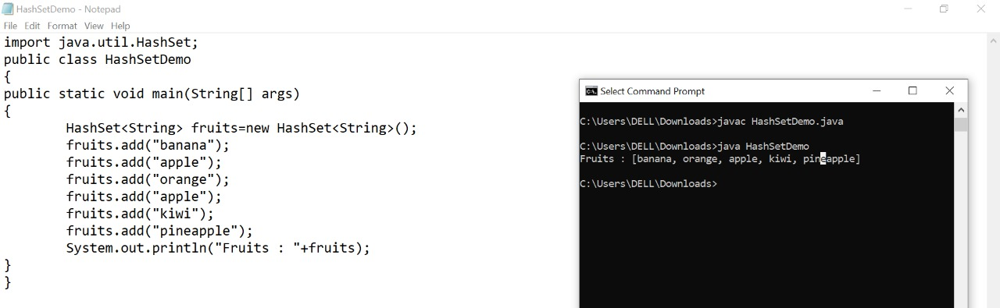 HashSetDemo - Notepad
File Edit Format View Help
import java.util.HashSet;
public class HashSetDemo
{
public static void main(String[] args)
{
        HashSet<String> fruits=new HashSet<String>();
        fruits.add("banana");
        fruits.add("apple");
        fruits.add("orange");
        fruits.add("apple");
        fruits.add("kiwi");
        fruits.add("pineapple");
        System.out.println("Fruits : "+fruits);
}
}
Select Command Prompt
C:\Users\DELL\Downloads>javac HashSetDemo.java
C:\Users\DELL\Downloads>java HashSetDemo
Fruits : [banana, orange, apple, kiwi, pineapple]
C:\Users\DELL\Downloads>